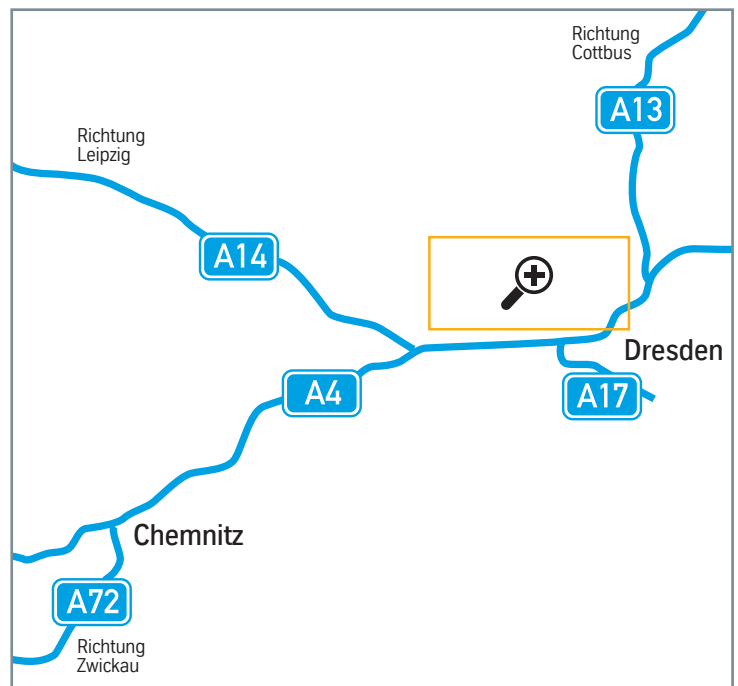 Richtung
Cottbus
A13
Richtung
Leipzig
A14
Dresden
A4
A17
Chemnitz
A72
Richtung
Zwickau